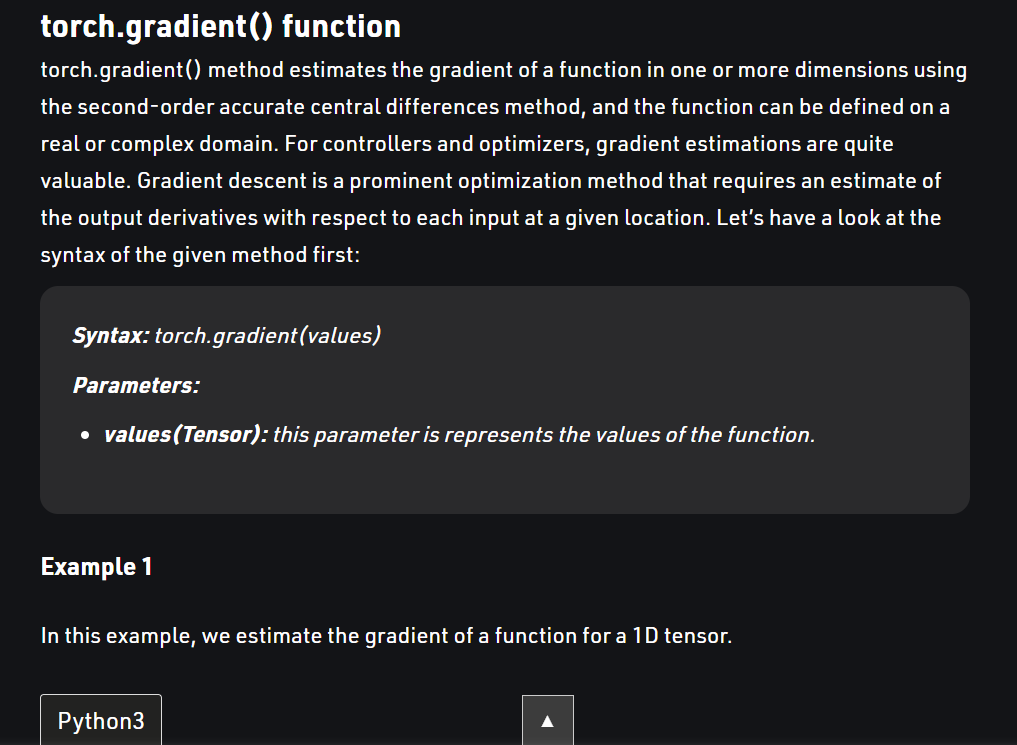 torch.gradient() function
torch.gradient() method estimates the gradient of a function in one or more dimensions using
the second-order accurate central differences method, and the function can be defined on a
real or complex domain. For controllers and optimizers, gradient estimations are quite
valuable. Gradient descent is a prominent optimization method that requires an estimate of
the output derivatives with respect to each input at a given location. Let’s have a look at the
syntax of the given method first:
Syntax: torch.gradient(values)
Parameters:
• values(Tensor): this parameter is represents the values of the function.
Example 1
In this example, we estimate the gradient of a function for a 1D tensor.
Python3
▲